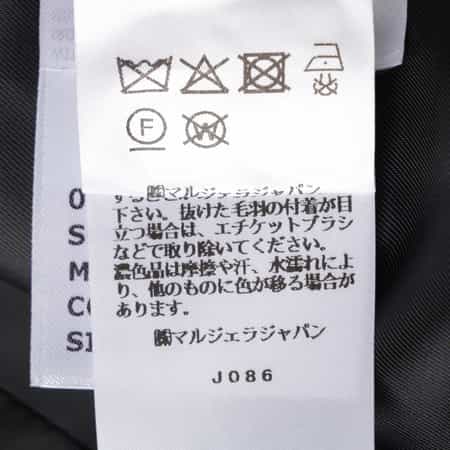 F
W
する㈱マルジェラジャパン
下さい。抜けた毛羽の付着が目
立つ場合は、エチケットブラシ
などで取り除いてください。
濃色品は摩擦や汗、水濡れによ
り、他のものに色が移る場合が
あります。
㈱マルジェラジャパン
J086
0
S
M
CO
SI